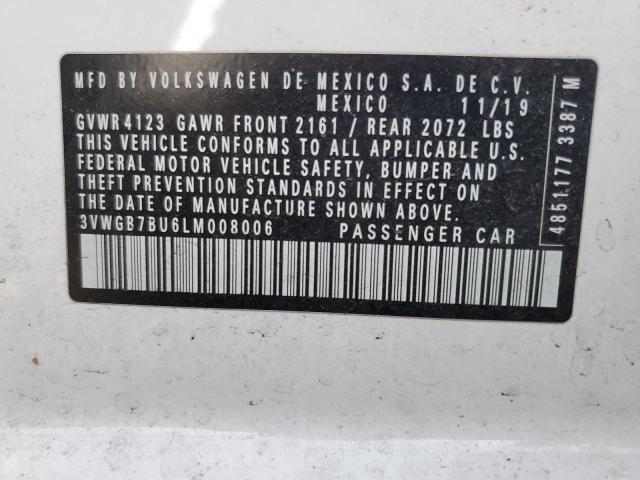 MFD BY VOLKSWAGEN DE MEXICO S.A. DE C.V.
MEXICO 11/19
GVWR 4123 GAWR FRONT 2161 / REAR 2072 LBS
THIS VEHICLE CONFORMS TO ALL APPLICABLE U.S.
FEDERAL MOTOR VEHICLE SAFETY, BUMPER AND
THEFT PREVENTION STANDARDS IN EFFECT ON
THE DATE OF MANUFACTURE SHOWN ABOVE.
3VWGB7BU6LM008006 PASSENGER CAR
4851177 3387 M